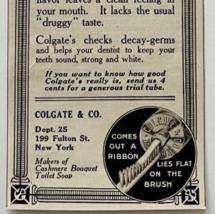 flavor leaves a clean feeling in
your mouth. It lacks the usual
"druggy" taste.
Colgate's checks decay-germs
and helps your dentist to keep your
teeth sound, strong and white.
If you want to know how good
Colgate's really is, send us 4
cents for a generous trial tube.
COLGATE & CO.
Dept. 25
199 Fulton St.
New York
Makers of
Cashmere Bouquet
Toilet Soap
COMES
OUT A
RIBBON
LIES FLAT
ON THE
BRUSH